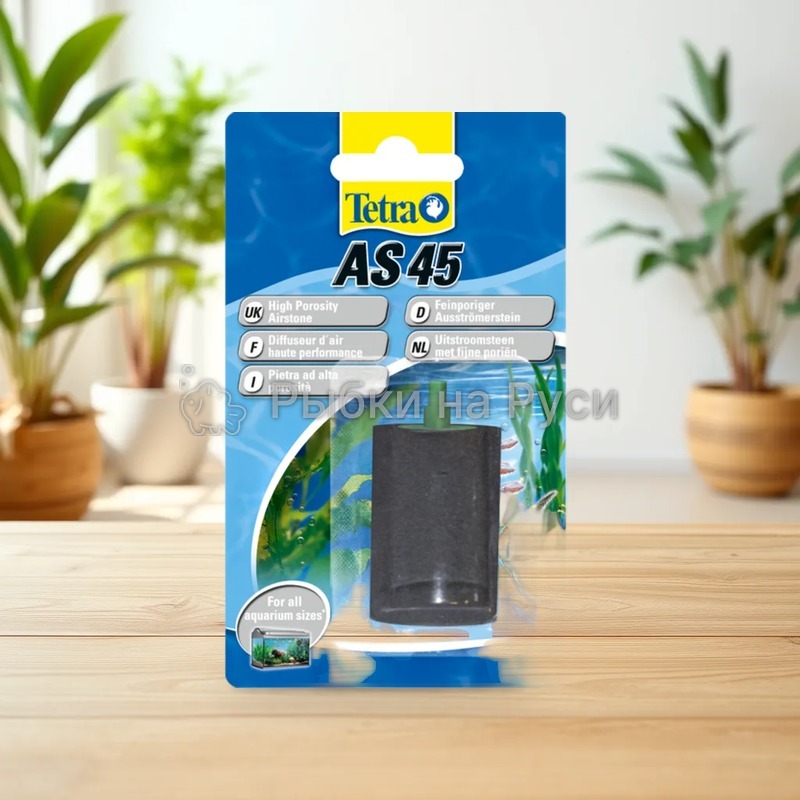 Tetra
AS 45
UK High Porosity
Airstone
D Feinporiger
Ausströmerstein
F Diffuseur d'air
haute performance
NL Uitstroomsteen
met fijne poriën
I Pietra ad alta
porosità
Рыбки на Руси
For all
aquarium sizes*